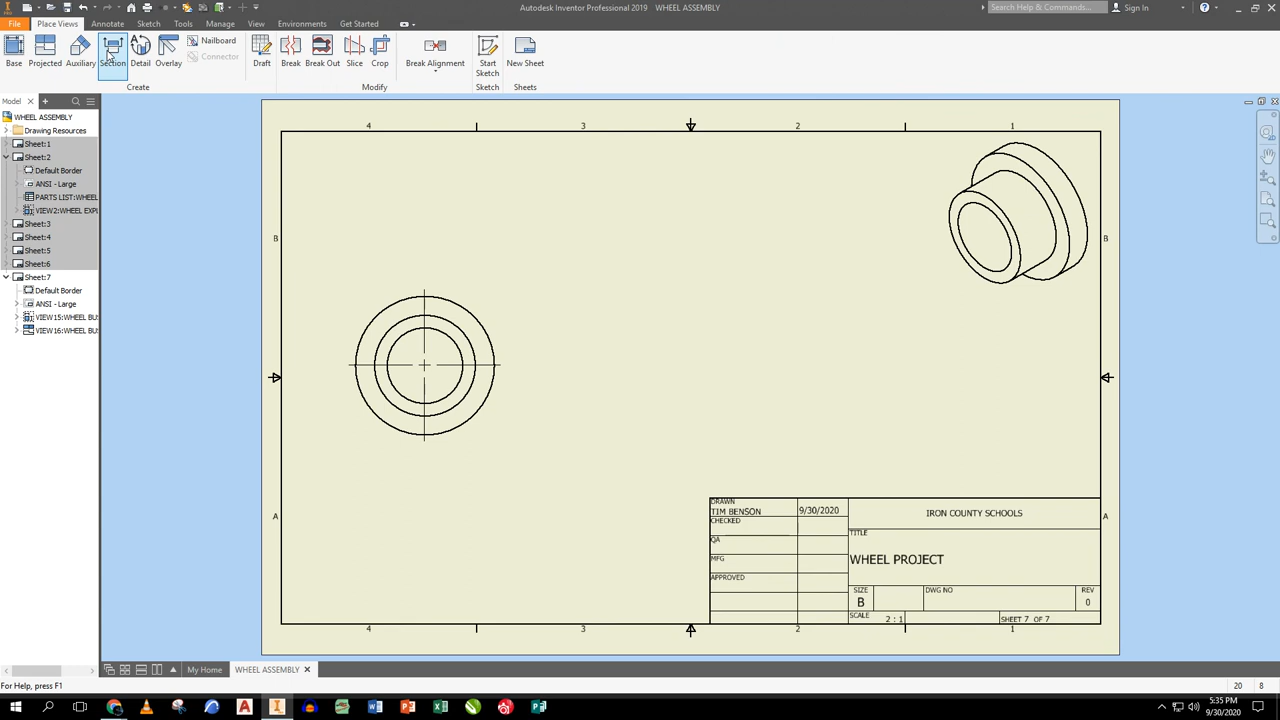 Autodesk Inventor Professional 2019 WHEEL ASSEMBLY
Search Help & Commands...
Sign In
File
Place Views
Annotate
Sketch
Tools
Manage
View
Environments
Get Started
Base
Projected
Auxiliary
Section
Detail
Overlay
Nailboard
Connector
Draft
Break
Break Out
Slice
Crop
Break Alignment
Start
Sketch
New Sheet
Create
Modify
Sketch
Sheets
Model
WHEEL ASSEMBLY
Drawing Resources
Sheet:1
Sheet:2
Default Border
ANSI - Large
PARTS LIST:WHEEL
VIEW2:WHEEL EXPL
Sheet:3
Sheet:4
Sheet:5
Sheet:6
Sheet:7
Default Border
ANSI - Large
VIEW15:WHEEL BU
VIEW16:WHEEL BU
4 3 2 1
B B
A A
DRAWN
TIM BENSON 9/30/2020
CHECKED
QA
MFG
APPROVED
IRON COUNTY SCHOOLS
TITLE
WHEEL PROJECT
SIZE
B
DWG NO
REV
0
SCALE 2 : 1
SHEET 7 OF 7
4 3 2 1
My Home
WHEEL ASSEMBLY
For Help, press F1
20 8
5:35 PM
9/30/2020